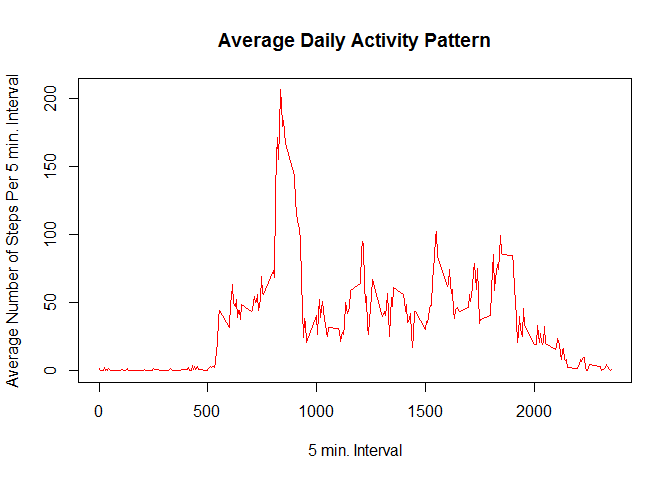 Average Daily Activity Pattern
Average Number of Steps Per 5 min. Interval
200
150
100
50
0
0 500 1000 1500 2000
5 min. Interval